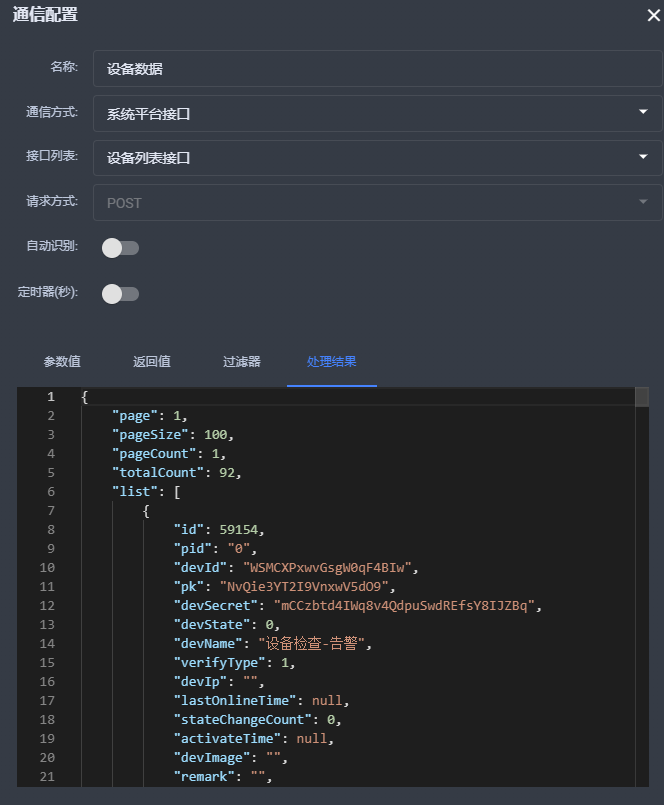 通信配置
名称: 设备数据
通信方式: 系统平台接口
接口列表: 设备列表接口
请求方式: POST
自动识别:
定时器(秒):
参数值 返回值 过滤器 处理结果
1 {
2 "page": 1,
3 "pageSize": 100,
4 "pageCount": 1,
5 "totalCount": 92,
6 "list": [
7 {
8 "id": 59154,
9 "pid": "0",
10 "devId": "WSMCXPxwvGsgW0qF4BIw",
11 "pk": "NvQie3YT2I9VnxwV5dO9",
12 "devSecret": "mCCzbtd4IWq8v4QdpuSwdREfsY8IJZBq",
13 "devState": 0,
14 "devName": "设备检查-告警",
15 "verifyType": 1,
16 "devIp": "",
17 "lastOnlineTime": null,
18 "stateChangeCount": 0,
19 "activateTime": null,
20 "devImage": "",
21 "remark": "",